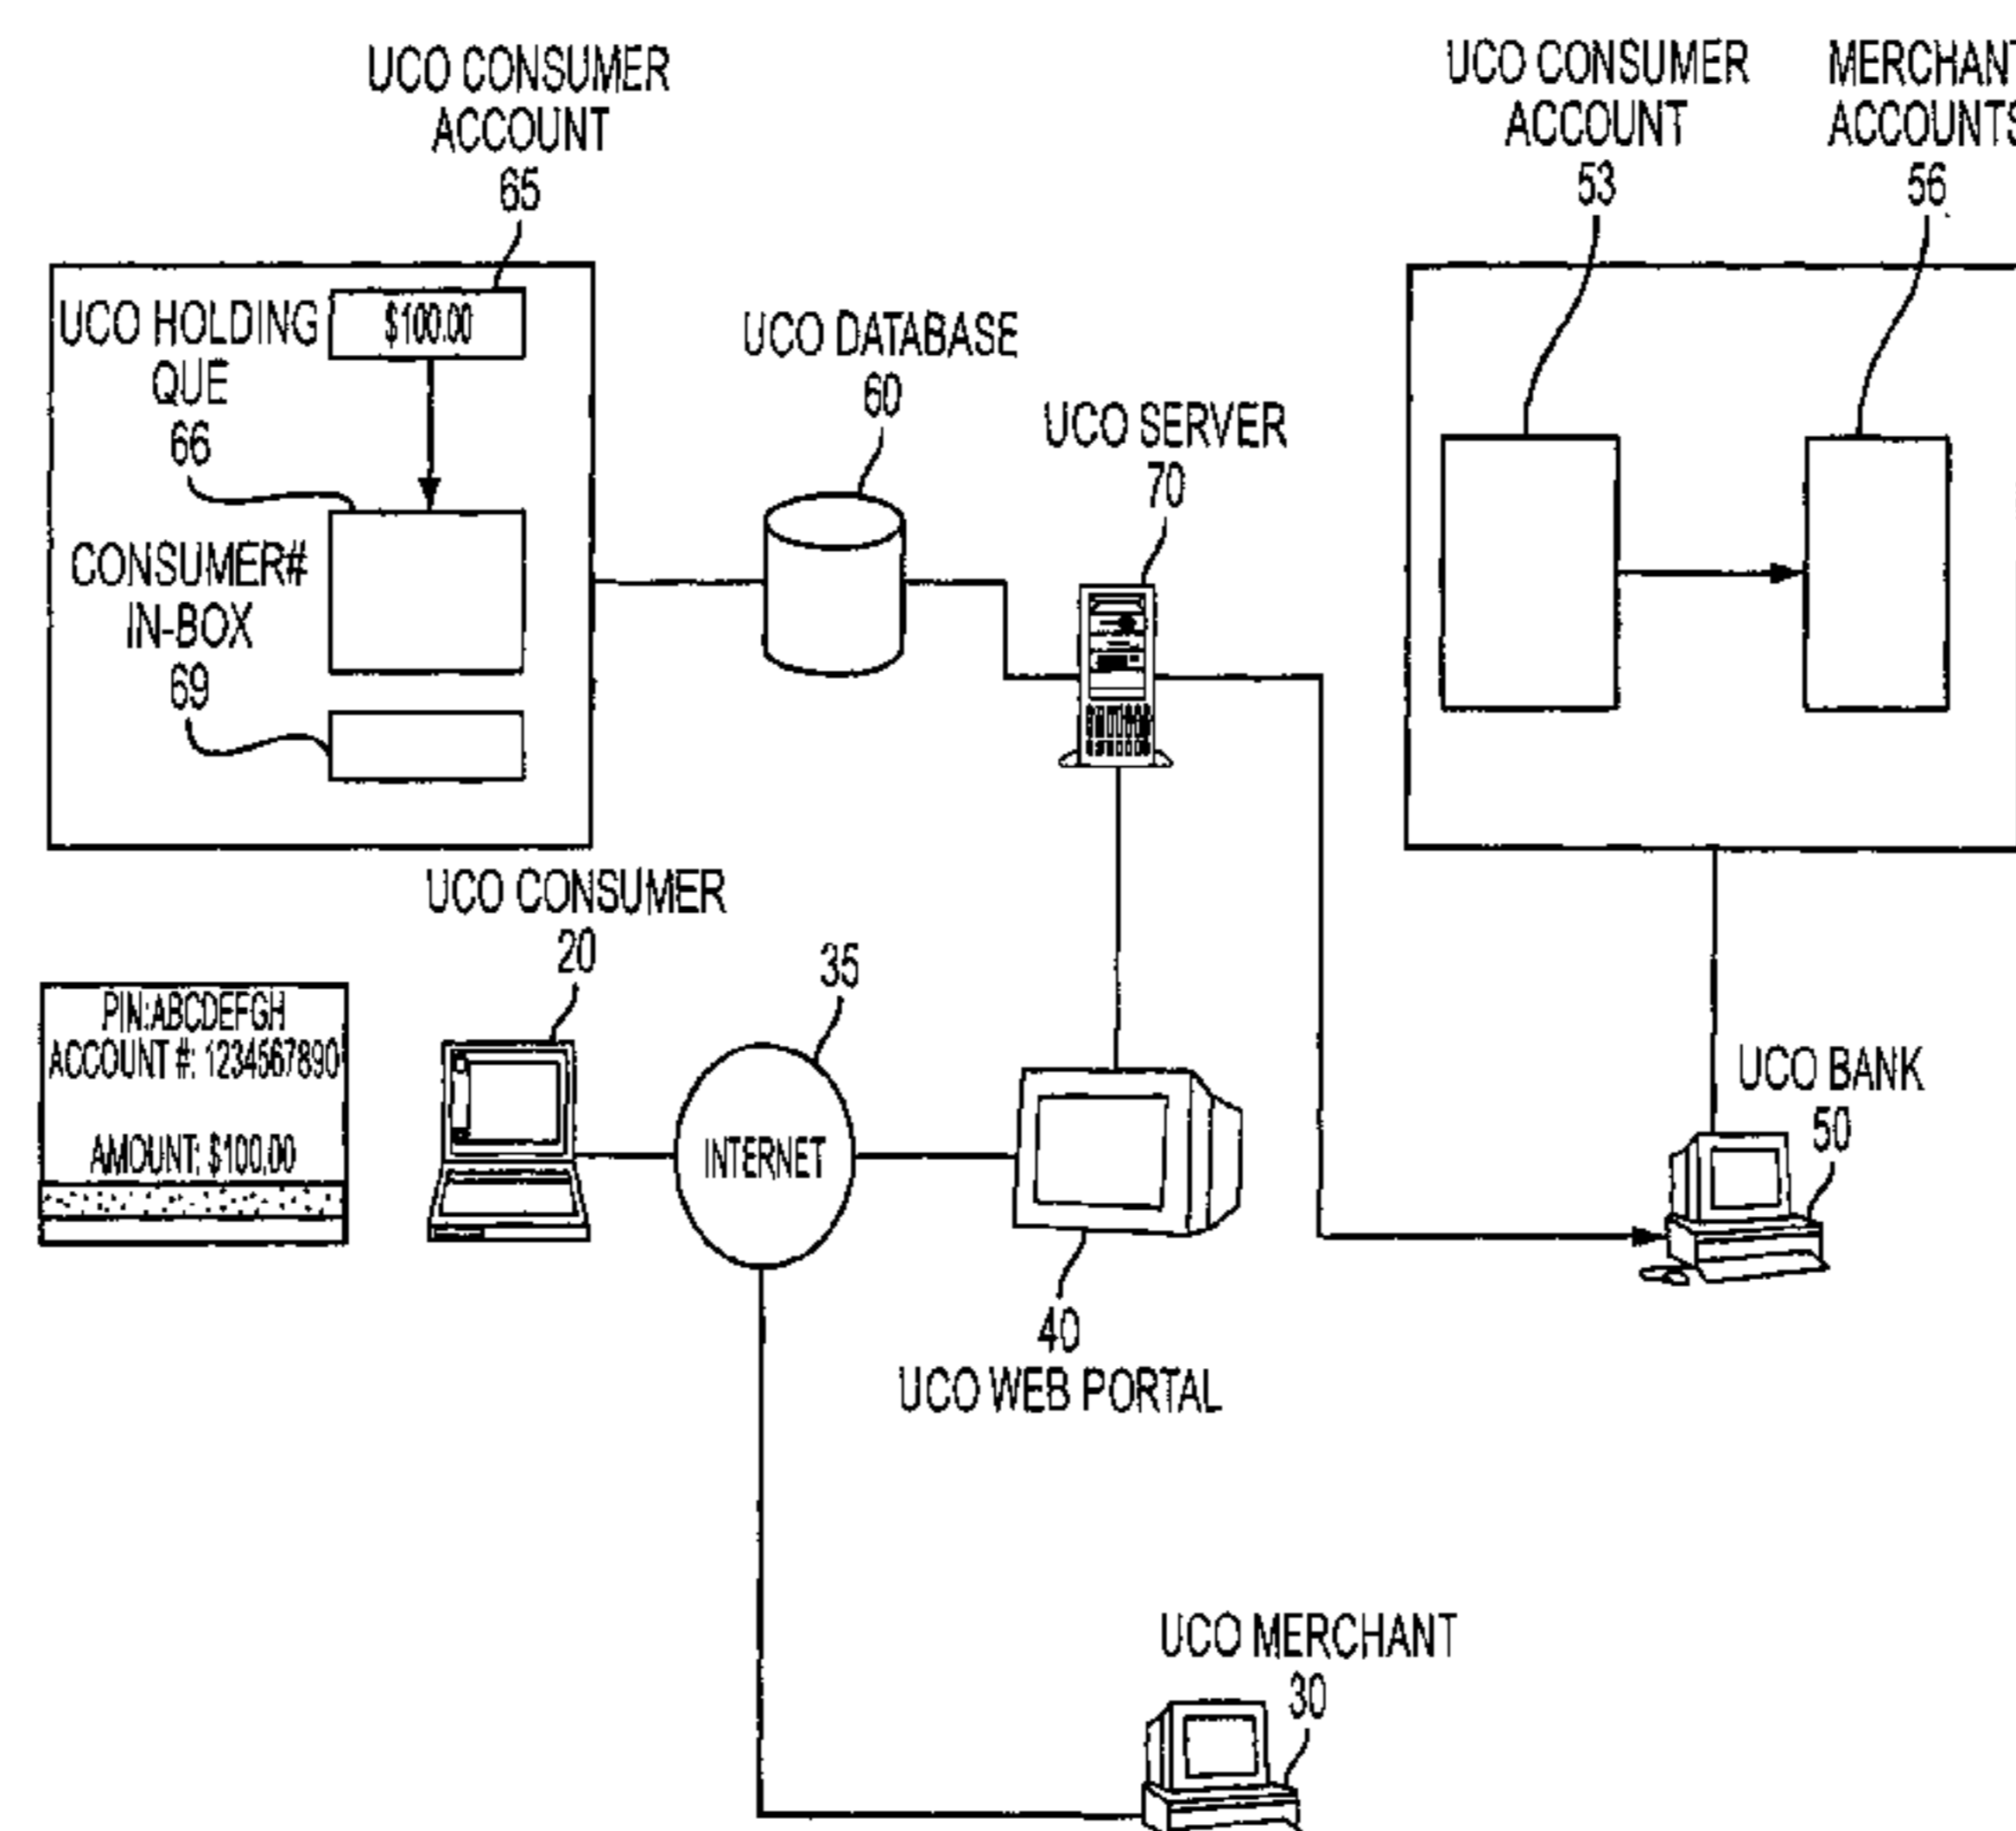 UCO CONSUMER
ACCOUNT
65
UCO CONSUMER
ACCOUNT
53
MERCHANT
ACCOUNTS
56
UCO HOLDING
QUE
66
$100.00
CONSUMER#
IN-BOX
69
UCO DATABASE
60
UCO SERVER
70
UCO CONSUMER
20
35
PIN:ABCDEFGH
ACCOUNT #: 1234567890
AMOUNT: $100.00
INTERNET
UCO BANK
50
40
UCO WEB PORTAL
UCO MERCHANT
30